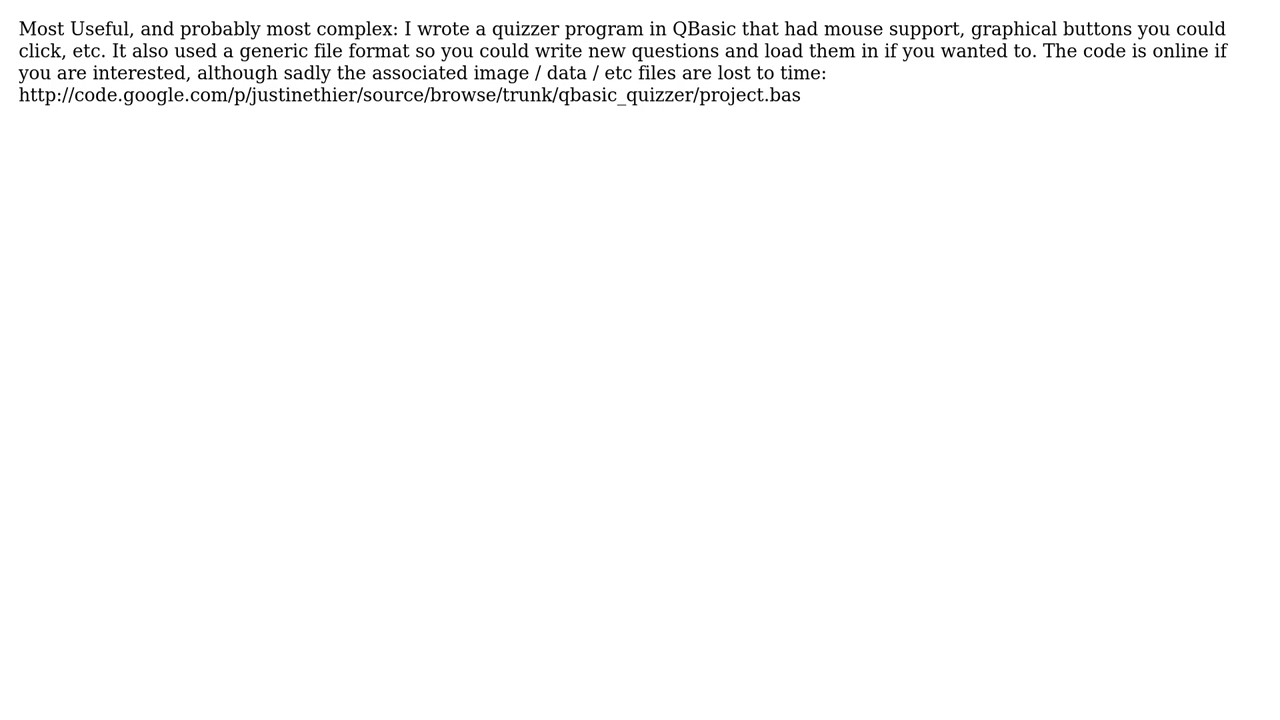 Most Useful, and probably most complex: I wrote a quizzer program in QBasic that had mouse support, graphical buttons you could
click, etc. It also used a generic file format so you could write new questions and load them in if you wanted to. The code is online if
you are interested, although sadly the associated image / data / etc files are lost to time:
http://code.google.com/p/justinethier/source/browse/trunk/qbasic_quizzer/project.bas